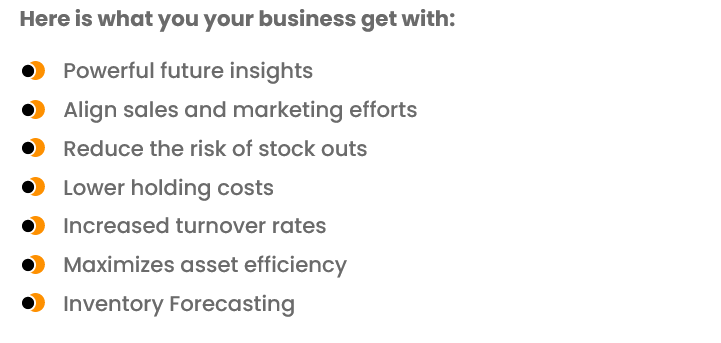 Here is what you your business get with:
Powerful future insights
Align sales and marketing efforts
Reduce the risk of stock outs
Lower holding costs
Increased turnover rates
Maximizes asset efficiency
Inventory Forecasting